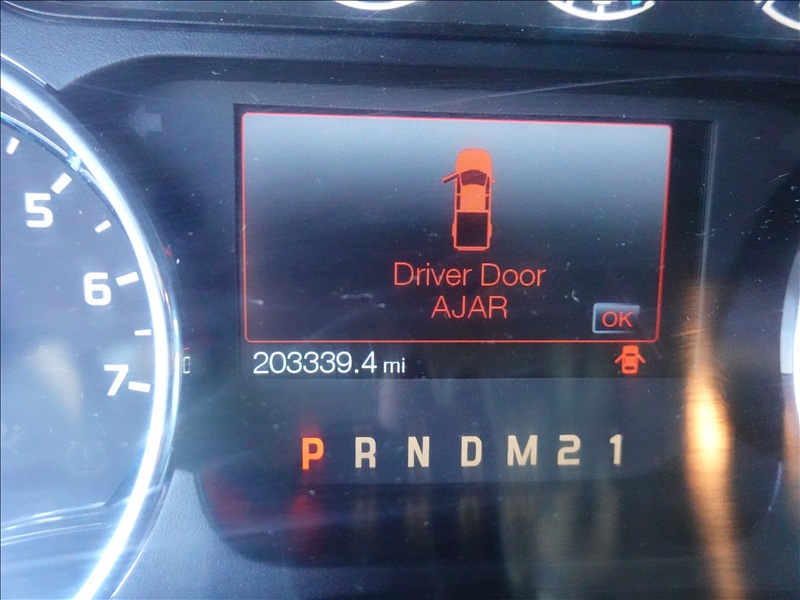 5
6
7
Driver Door
AJAR
OK
203339.4 mi
P R N D M 2 1